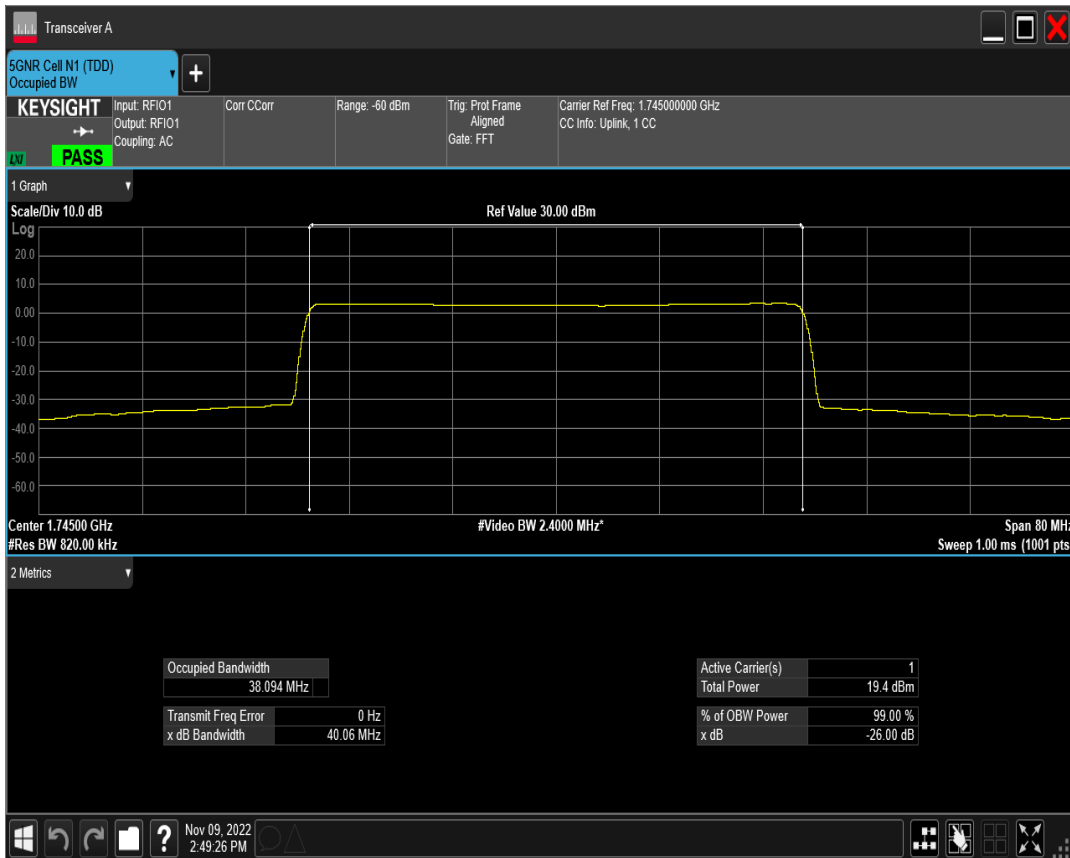 Transceiver A
5GNR Cell N1 (TDD)
Occupied BW
+
KEYSIGHT
LXI
PASS
Input: RFIO1
Output: RFIO1
Coupling: AC
Corr CCorr
Range: -60 dBm
Trig: Prot Frame
Aligned
Gate: FFT
Carrier Ref Freq: 1.745000000 GHz
CC Info: Uplink, 1 CC
1 Graph
Scale/Div 10.0 dB
Ref Value 30.00 dBm
Log
20.0
10.0
0.00
-10.0
-20.0
-30.0
-40.0
-50.0
-60.0
Center 1.74500 GHz
#Video BW 2.4000 MHz*
Span 80 MHz
#Res BW 820.00 kHz
Sweep 1.00 ms (1001 pts
2 Metrics
Occupied Bandwidth
38.094 MHz
Transmit Freq Error 0 Hz
x dB Bandwidth 40.06 MHz
Active Carrier(s) 1
Total Power 19.4 dBm
% of OBW Power 99.00 %
x dB -26.00 dB
?
Nov 09, 2022
2:49:26 PM